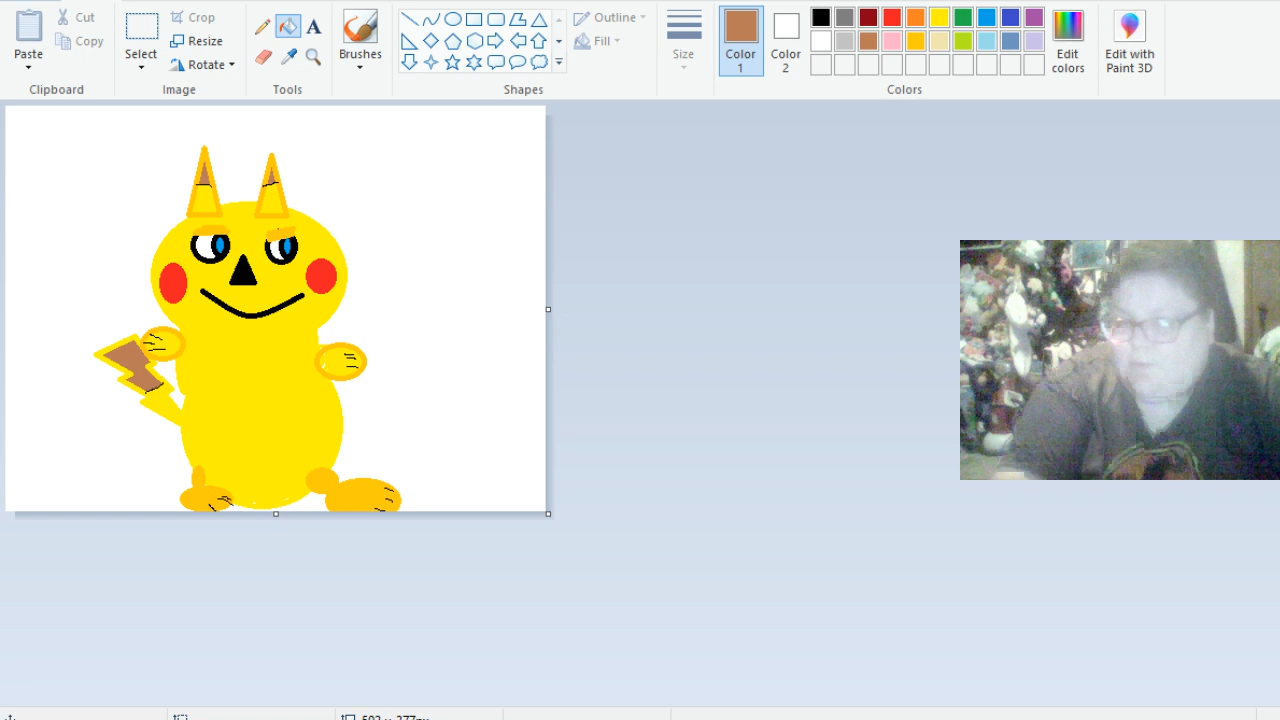 Paste
Cut
Copy
Clipboard
Select
Crop
Resize
Rotate
Image
A
Tools
Brushes
Outline
Fill
Shapes
Size
Color 1
Color 2
Edit colors
Colors
Edit with Paint 3D